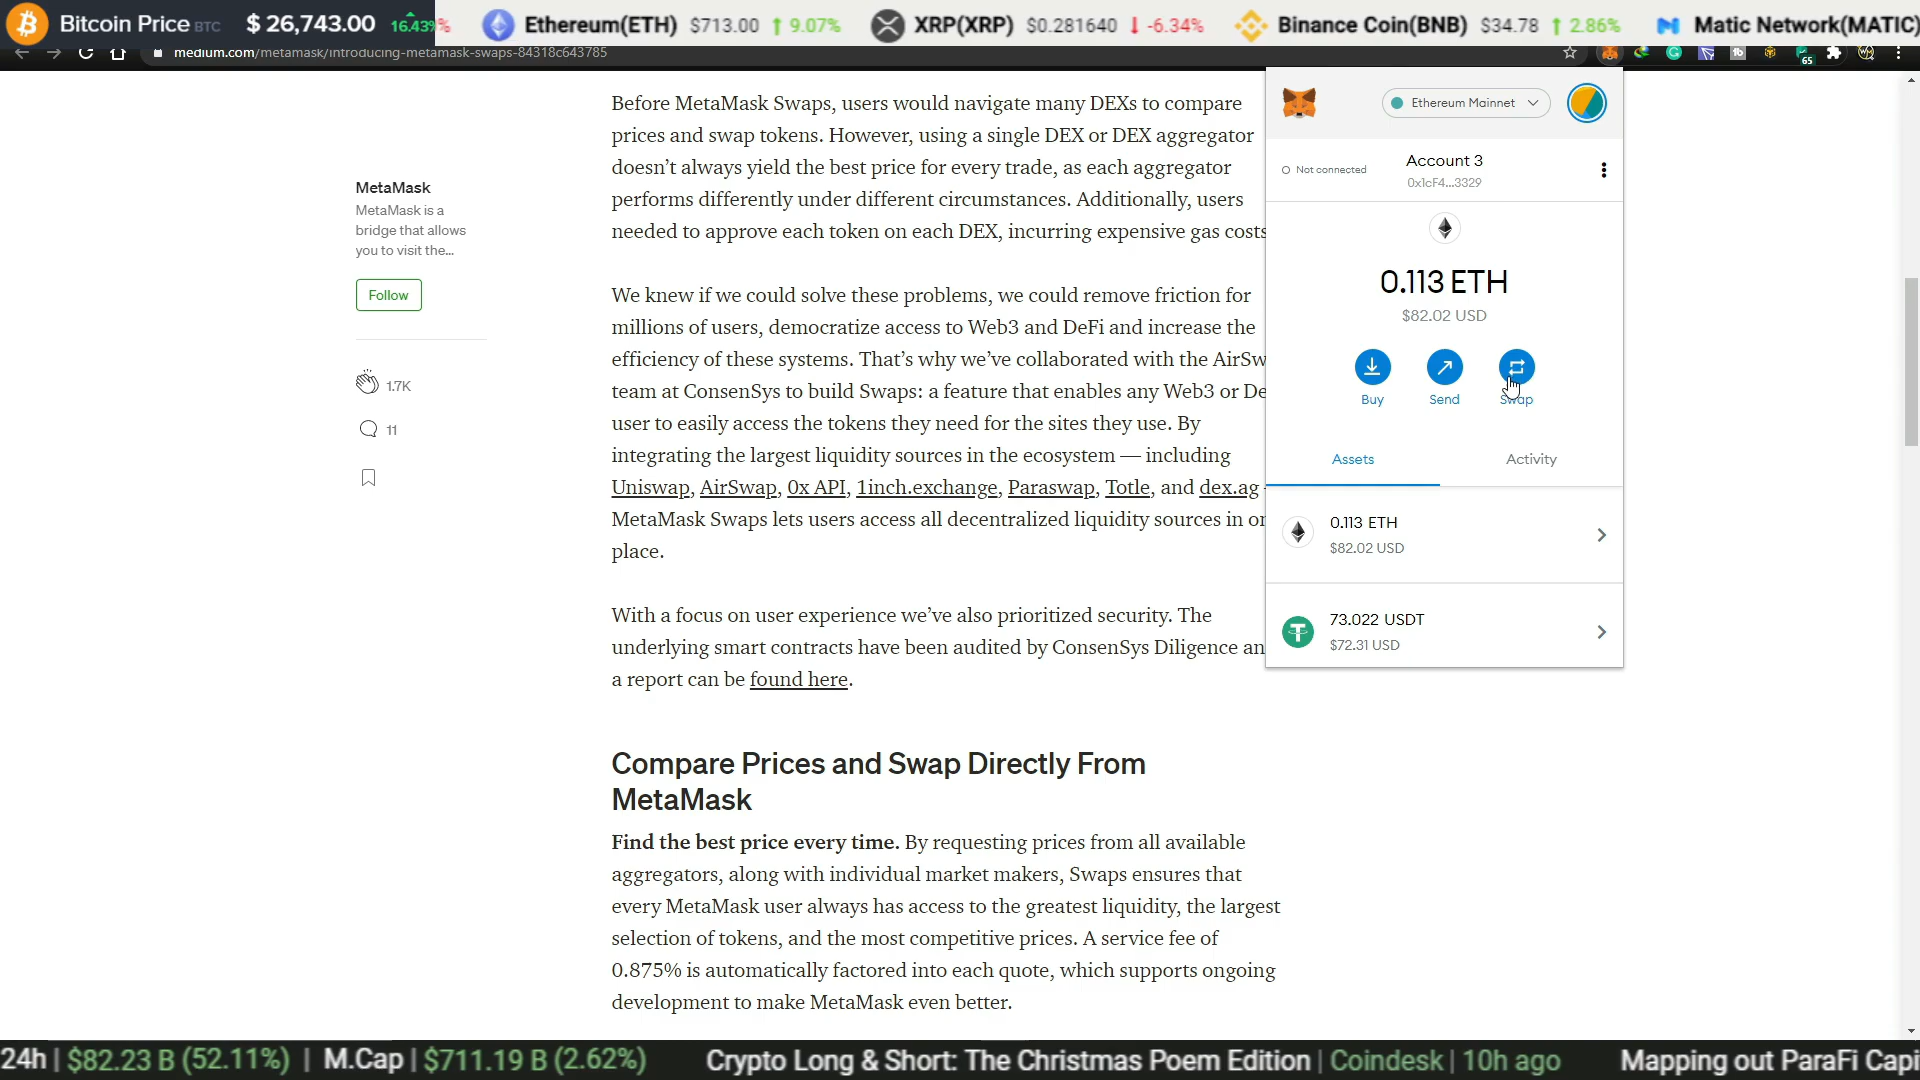 Bitcoin Price BTC $ 26,743.00 16.43% Ethereum(ETH) $713.00 ↑ 9.07% XRP(XRP) $0.281640 ↓ -6.34% Binance Coin(BNB) $34.78 ↑ 2.86% Matic Network(MATIC)
medium.com/metamask/introducing-metamask-swaps-84318c643785
65
MetaMask
MetaMask is a
bridge that allows
you to visit the...
Follow
1.7K
11
Before MetaMask Swaps, users would navigate many DEXs to compare
prices and swap tokens. However, using a single DEX or DEX aggregator
doesn’t always yield the best price for every trade, as each aggregator
performs differently under different circumstances. Additionally, users
needed to approve each token on each DEX, incurring expensive gas costs
We knew if we could solve these problems, we could remove friction for
millions of users, democratize access to Web3 and DeFi and increase the
efficiency of these systems. That’s why we’ve collaborated with the AirSw
team at ConsenSys to build Swaps: a feature that enables any Web3 or De
user to easily access the tokens they need for the sites they use. By
integrating the largest liquidity sources in the ecosystem — including
Uniswap, AirSwap, 0x API, 1inch.exchange, Paraswap, Totle, and dex.ag
MetaMask Swaps lets users access all decentralized liquidity sources in or
place.
With a focus on user experience we’ve also prioritized security. The
underlying smart contracts have been audited by ConsenSys Diligence an
a report can be found here.
Compare Prices and Swap Directly From
MetaMask
Find the best price every time. By requesting prices from all available
aggregators, along with individual market makers, Swaps ensures that
every MetaMask user always has access to the greatest liquidity, the largest
selection of tokens, and the most competitive prices. A service fee of
0.875% is automatically factored into each quote, which supports ongoing
development to make MetaMask even better.
Ethereum Mainnet
Not connected
Account 3
0x1cF4...3329
0.113 ETH
$82.02 USD
Buy Send Swap
Assets Activity
0.113 ETH
$82.02 USD
73.022 USDT
$72.31 USD
24h | $82.23 B (52.11%) | M.Cap | $711.19 B (2.62%) Crypto Long & Short: The Christmas Poem Edition | Coindesk | 10h ago Mapping out ParaFi Capi